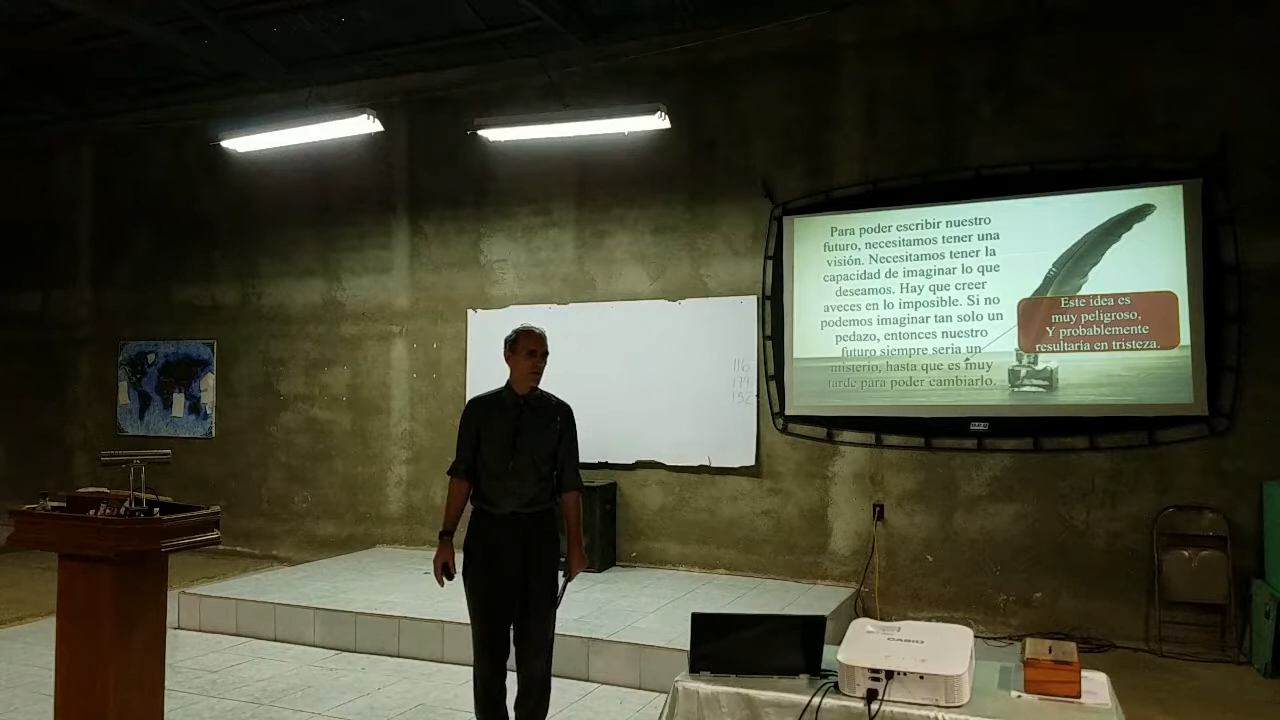 Para poder escribir nuestro
futuro, necesitamos tener una
visión. Necesitamos tener la
capacidad de imaginar lo que
deseamos. Hay que creer
aveces en lo imposible. Si no
podemos imaginar tan solo un
pedazo, entonces nuestro
futuro siempre seria un
misterio, hasta que es muy
tarde para poder cambiarlo.
Este idea es
muy peligroso,
Y probablemente
resultaría en tristeza.
116
179
152
CASIO